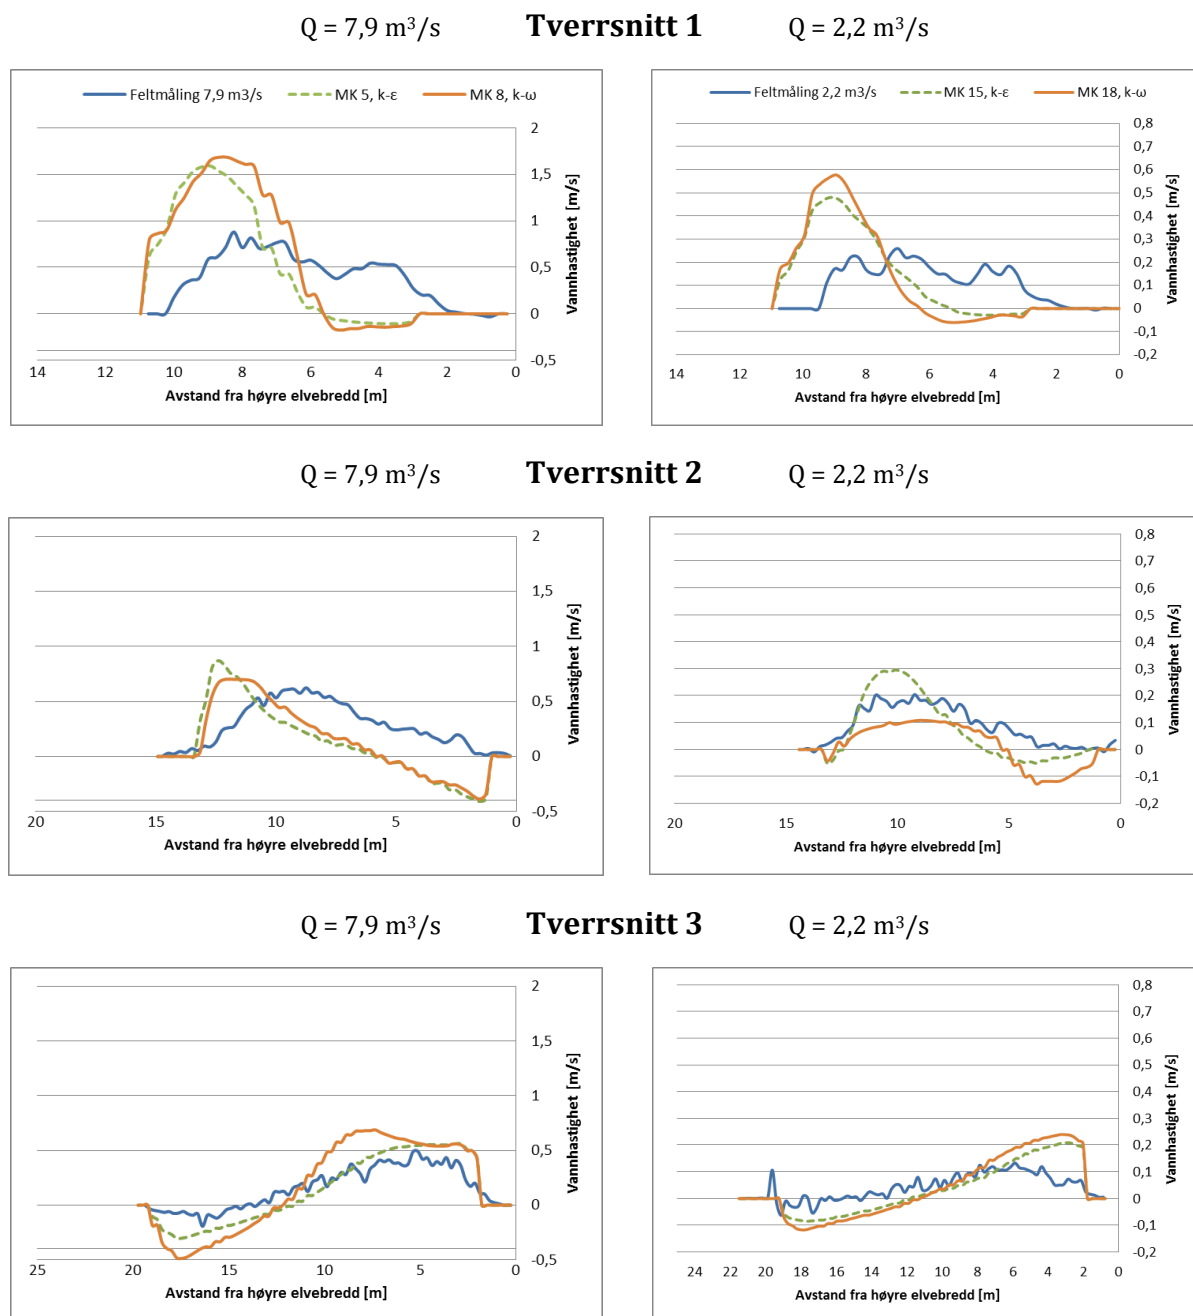 Q = 7,9 m³/s Tverrsnitt 1 Q = 2,2 m³/s
Feltmåling 7,9 m3/s MK 5, k-ε MK 8, k-ω
2
1,5
1
0,5
0
-0,5
Vannhastighet [m/s]
14 12 10 8 6 4 2 0
Avstand fra høyre elvebredd [m]
Feltmåling 2,2 m3/s MK 15, k-ε MK 18, k-ω
0,8
0,7
0,6
0,5
0,4
0,3
0,2
0,1
0
-0,1
-0,2
Vannhastighet [m/s]
14 12 10 8 6 4 2 0
Avstand fra høyre elvebredd [m]
Q = 7,9 m³/s Tverrsnitt 2 Q = 2,2 m³/s
2
1,5
1
0,5
0
-0,5
Vannhastighet [m/s]
20 15 10 5 0
Avstand fra høyre elvebredd [m]
0,8
0,7
0,6
0,5
0,4
0,3
0,2
0,1
0
-0,1
-0,2
Vannhastighet [m/s]
20 15 10 5 0
Avstand fra høyre elvebredd [m]
Q = 7,9 m³/s Tverrsnitt 3 Q = 2,2 m³/s
2
1,5
1
0,5
0
-0,5
Vannhastighet [m/s]
25 20 15 10 5 0
Avstand fra høyre elvebredd [m]
0,8
0,7
0,6
0,5
0,4
0,3
0,2
0,1
0
-0,1
-0,2
Vannhastighet [m/s]
24 22 20 18 16 14 12 10 8 6 4 2 0
Avstand fra høyre elvebredd [m]